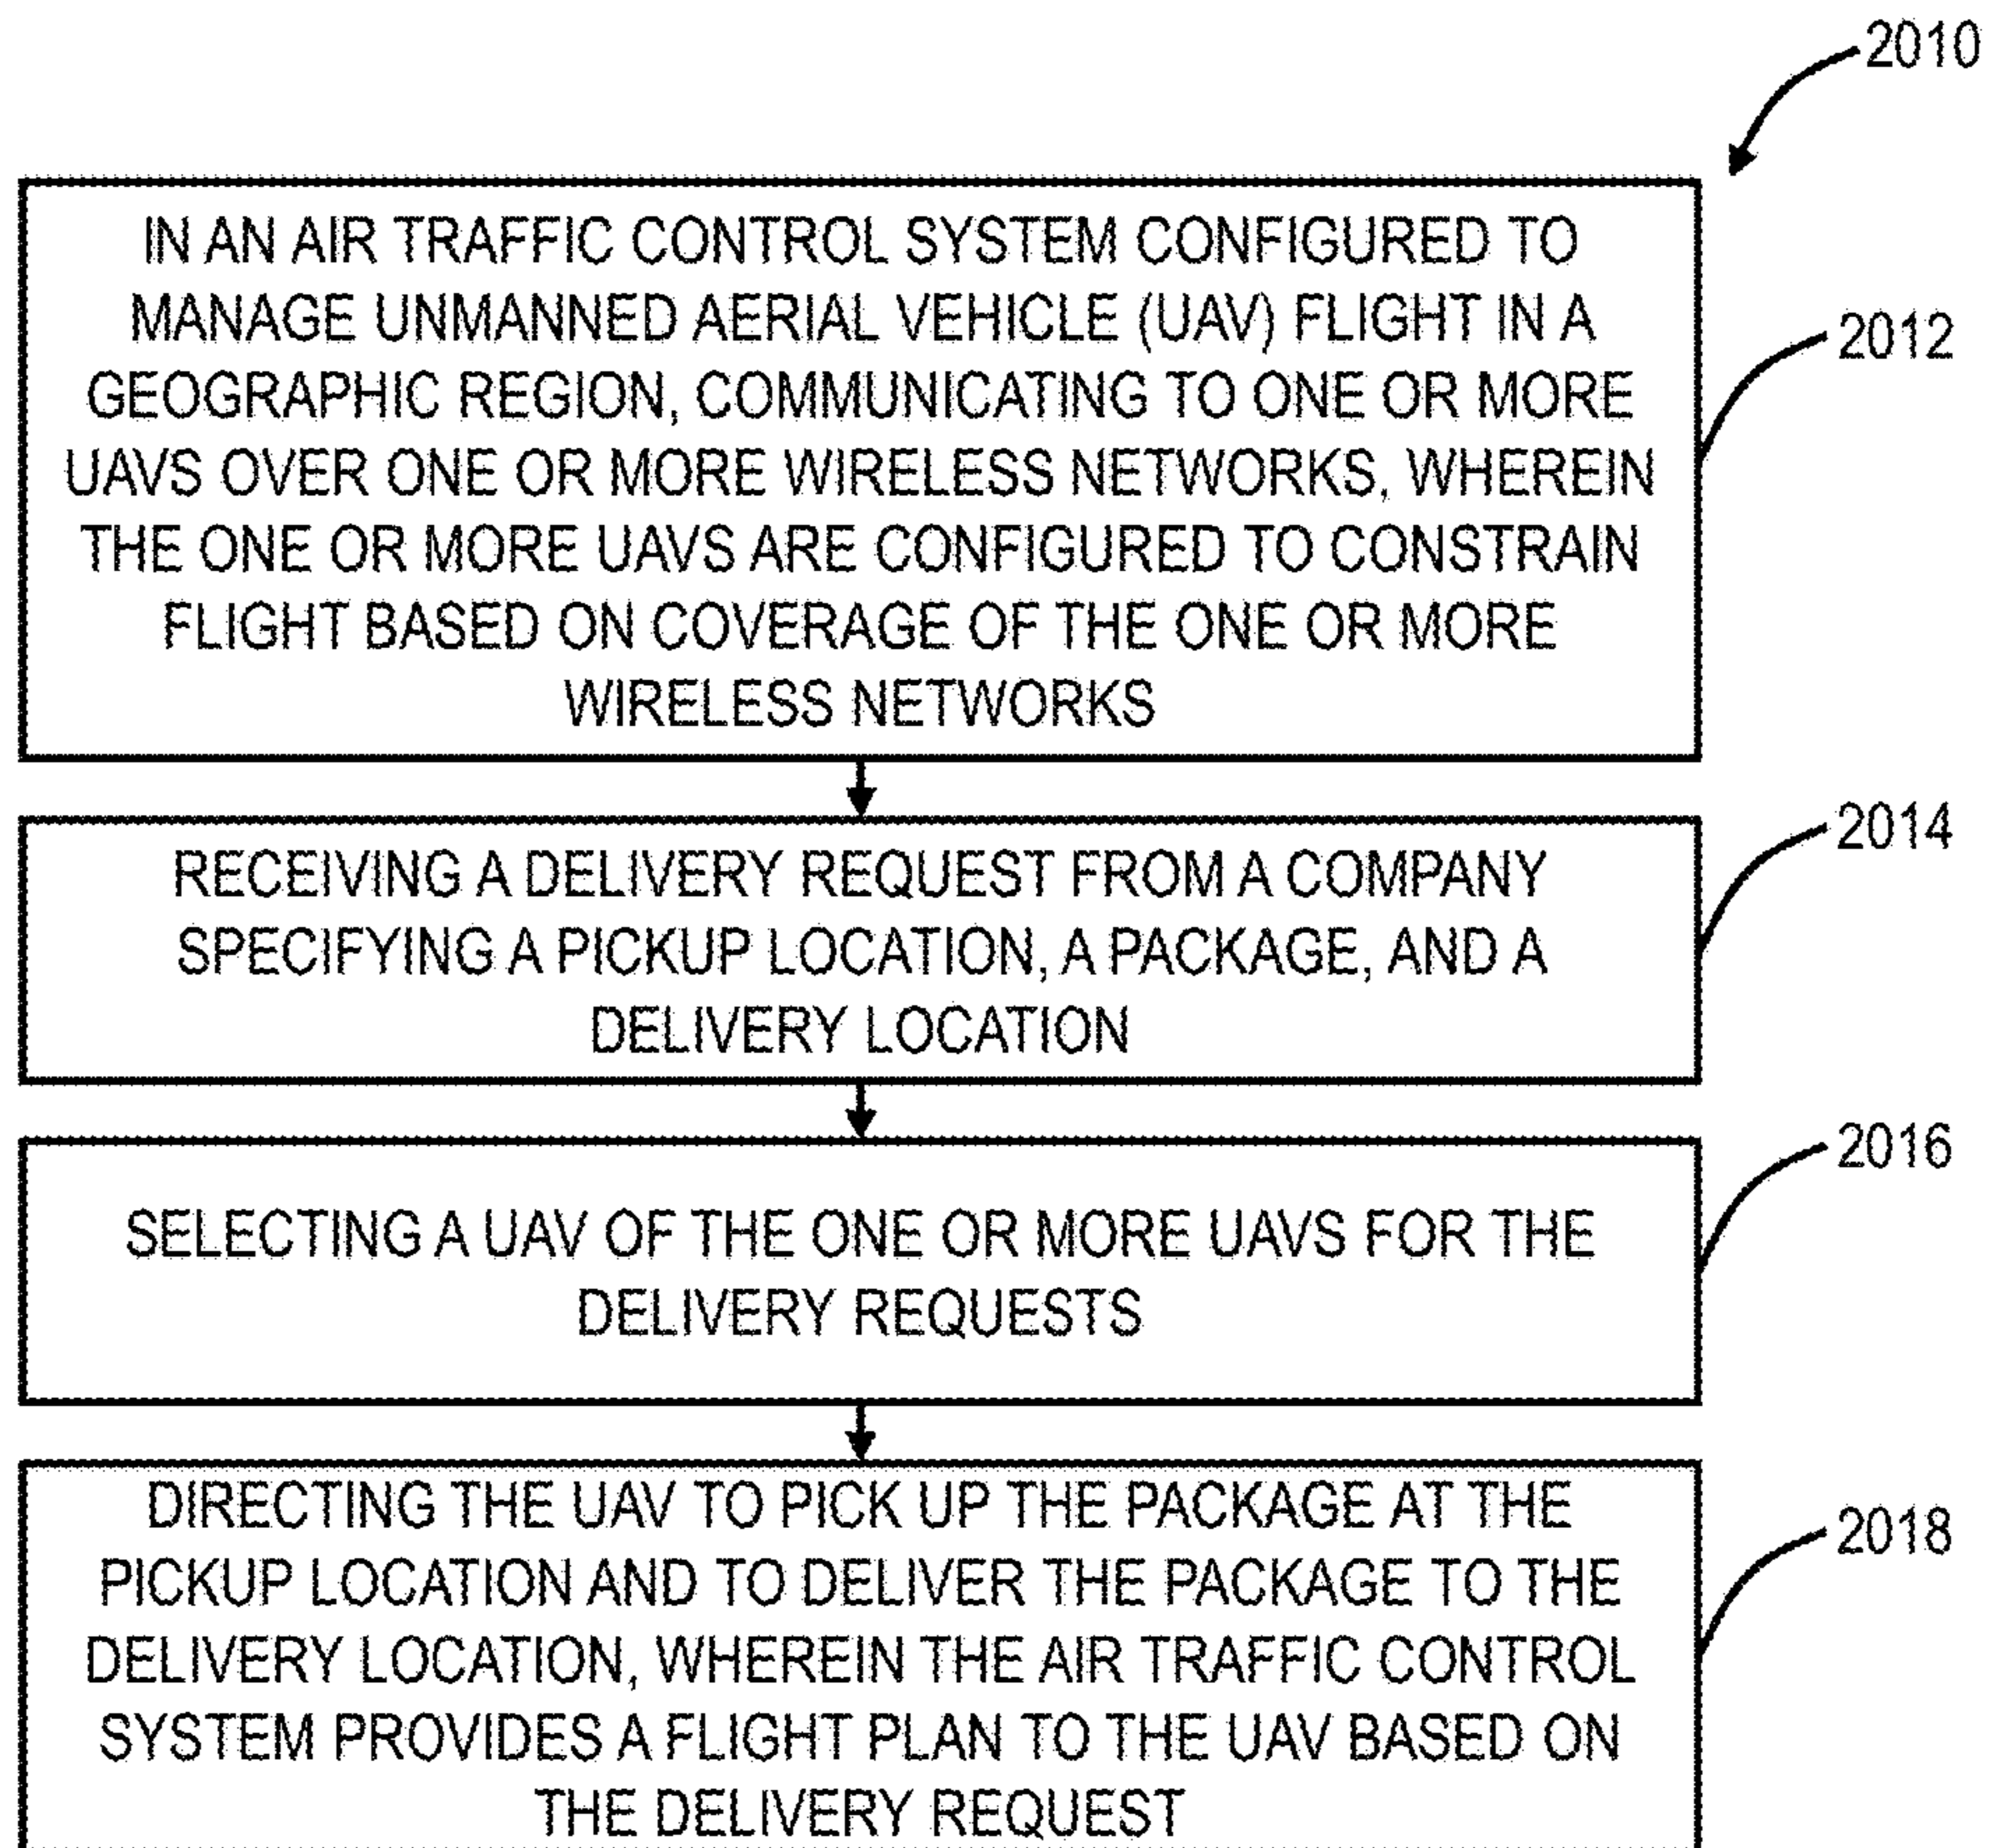 2010
IN AN AIR TRAFFIC CONTROL SYSTEM CONFIGURED TO
MANAGE UNMANNED AERIAL VEHICLE (UAV) FLIGHT IN A
GEOGRAPHIC REGION, COMMUNICATING TO ONE OR MORE
UAVS OVER ONE OR MORE WIRELESS NETWORKS, WHEREIN
THE ONE OR MORE UAVS ARE CONFIGURED TO CONSTRAIN
FLIGHT BASED ON COVERAGE OF THE ONE OR MORE
WIRELESS NETWORKS
2012
RECEIVING A DELIVERY REQUEST FROM A COMPANY
SPECIFYING A PICKUP LOCATION, A PACKAGE, AND A
DELIVERY LOCATION
2014
SELECTING A UAV OF THE ONE OR MORE UAVS FOR THE
DELIVERY REQUESTS
2016
DIRECTING THE UAV TO PICK UP THE PACKAGE AT THE
PICKUP LOCATION AND TO DELIVER THE PACKAGE TO THE
DELIVERY LOCATION, WHEREIN THE AIR TRAFFIC CONTROL
SYSTEM PROVIDES A FLIGHT PLAN TO THE UAV BASED ON
THE DELIVERY REQUEST
2018